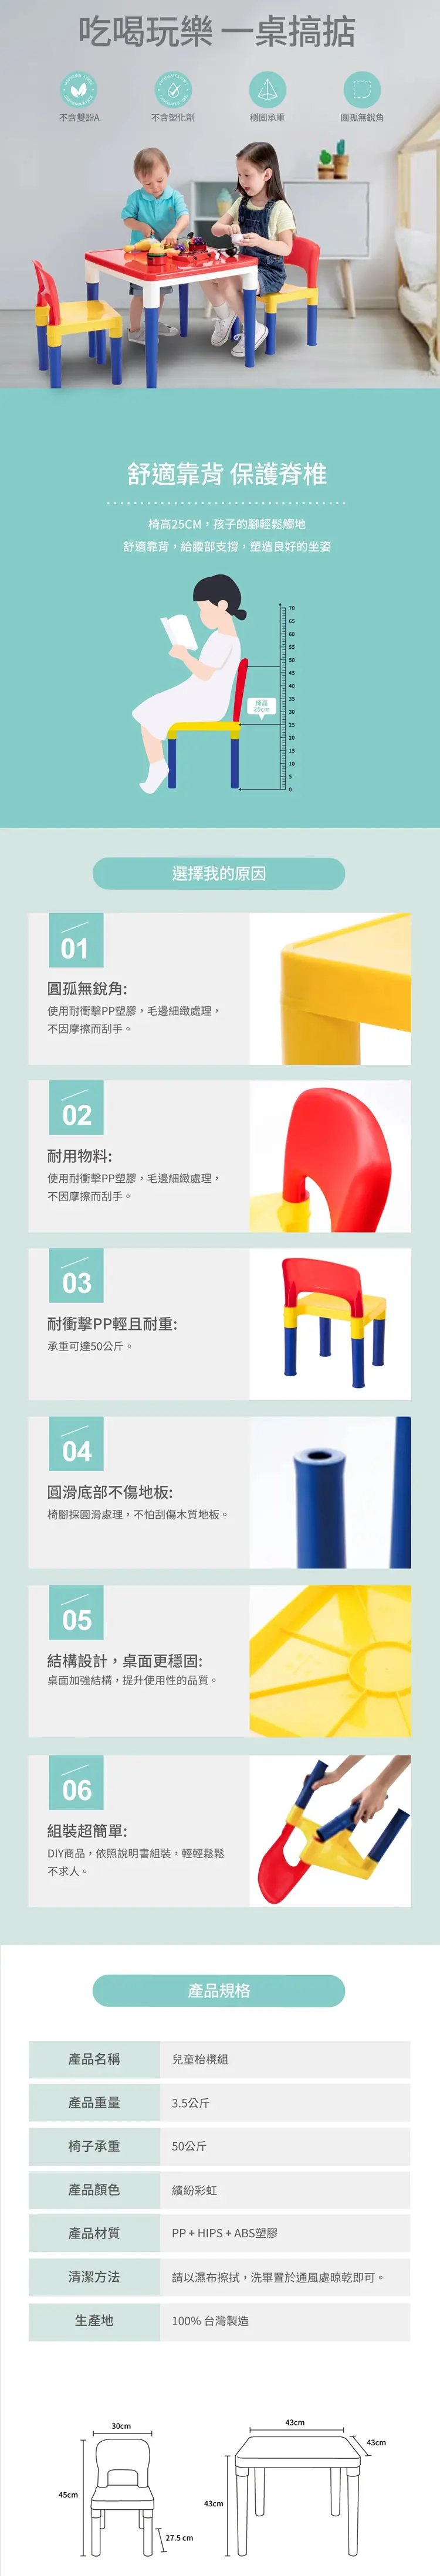 吃喝玩樂 一桌搞掂
不含雙酚A
不含塑化劑
穩固承重
圓孤無銳角
舒適靠背 保護脊椎
椅高25CM，孩子的腳輕鬆觸地
舒適靠背，給腰部支撐，塑造良好的坐姿
70
65
60
55
50
45
40
35
30
25
20
15
10
5
0
椅高
25cm
選擇我的原因
01
圓孤無銳角:
使用耐衝擊PP塑膠，毛邊細緻處理，
不因摩擦而刮手。
02
耐用物料:
使用耐衝擊PP塑膠，毛邊細緻處理，
不因摩擦而刮手。
03
耐衝擊PP輕且耐重:
承重可達50公斤。
04
圓滑底部不傷地板:
椅腳採圓滑處理，不怕刮傷木質地板。
05
結構設計，桌面更穩固:
桌面加強結構，提升使用性的品質。
06
組裝超簡單:
DIY商品，依照說明書組裝，輕輕鬆鬆
不求人。
產品規格
產品名稱 兒童枱櫈組
產品重量 3.5公斤
椅子承重 50公斤
產品顏色 繽紛彩虹
產品材質 PP + HIPS + ABS塑膠
清潔方法 請以濕布擦拭，洗畢置於通風處晾乾即可。
生產地 100% 台灣製造
30cm
45cm
27.5 cm
43cm
43cm
43cm